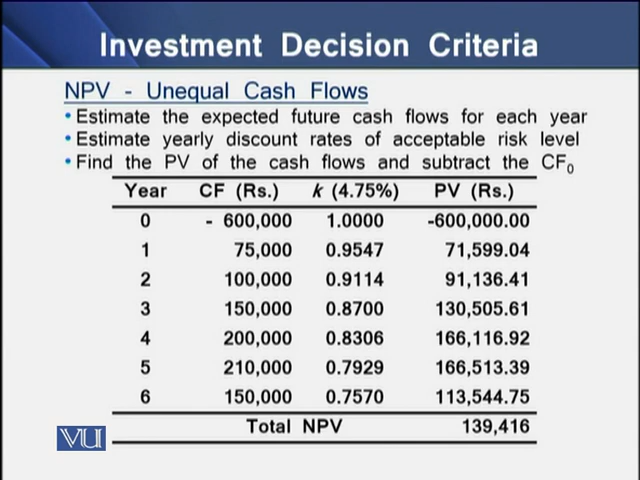 Investment Decision Criteria
NPV - Unequal Cash Flows
• Estimate the expected future cash flows for each year
• Estimate yearly discount rates of acceptable risk level
• Find the PV of the cash flows and subtract the CF₀
Year CF (Rs.) k (4.75%) PV (Rs.)
0 - 600,000 1.0000 -600,000.00
1 75,000 0.9547 71,599.04
2 100,000 0.9114 91,136.41
3 150,000 0.8700 130,505.61
4 200,000 0.8306 166,116.92
5 210,000 0.7929 166,513.39
6 150,000 0.7570 113,544.75
Total NPV 139,416
VU